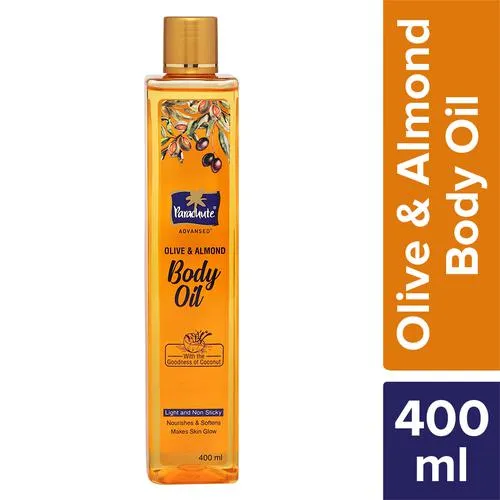 Parachute®
ADVANSED®
OLIVE & ALMOND
Body
Oil
With the
Goodness of Coconut
Light and Non Sticky
Nourishes & Softens
Makes Skin Glow
400 ml
Olive & Almond
Body Oil
400
ml